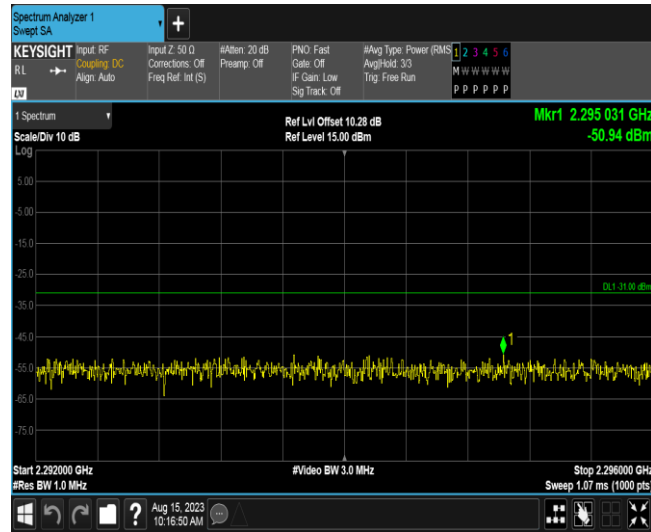 Spectrum Analyzer 1
Swept SA
+
KEYSIGHT
RL
LXI
Input: RF
Coupling: DC
Align: Auto
Input Z: 50 Ω
Corrections: Off
Freq Ref: Int (S)
#Atten: 20 dB
Preamp: Off
PNO: Fast
Gate: Off
IF Gain: Low
Sig Track: Off
#Avg Type: Power (RMS
Avg|Hold: 3/3
Trig: Free Run
1 2 3 4 5 6
M W W W W W
P P P P P P
1 Spectrum
Scale/Div 10 dB
Log
Ref Lvl Offset 10.28 dB
Ref Level 15.00 dBm
Mkr1 2.295 031 GHz
-50.94 dBm
5.00
-5.00
-15.0
-25.0
DL1 -31.00 dBm
-35.0
-45.0
1
-55.0
-65.0
-75.0
Start 2.292000 GHz
#Res BW 1.0 MHz
#Video BW 3.0 MHz
Stop 2.296000 GHz
Sweep 1.07 ms (1000 pts)
?
Aug 15, 2023
10:16:50 AM